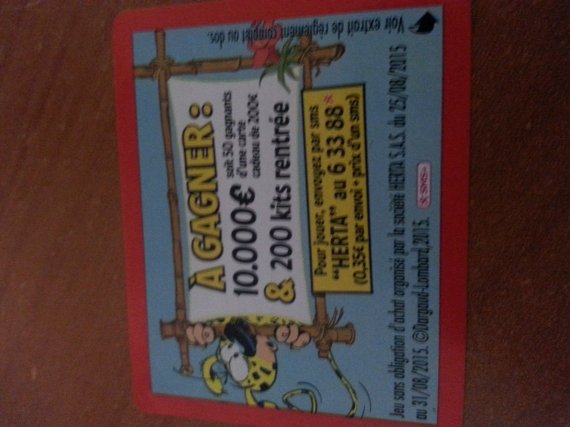 Voir extrait de règlement complet au dos.
À GAGNER :
10.000€ soit 50 gagnants
d'une carte
cadeau de 200€
& 200 kits rentrée
Pour jouer, envoyez par sms
"HERTA" au 6 33 88*
(0,35€ par envoi + prix d'un sms)
Jeu sans obligation d'achat organisé par la société HERTA S.A.S. du 25/08/2015
au 31/08/2015. ©Dargaud-Lombard,2015.
SMS+